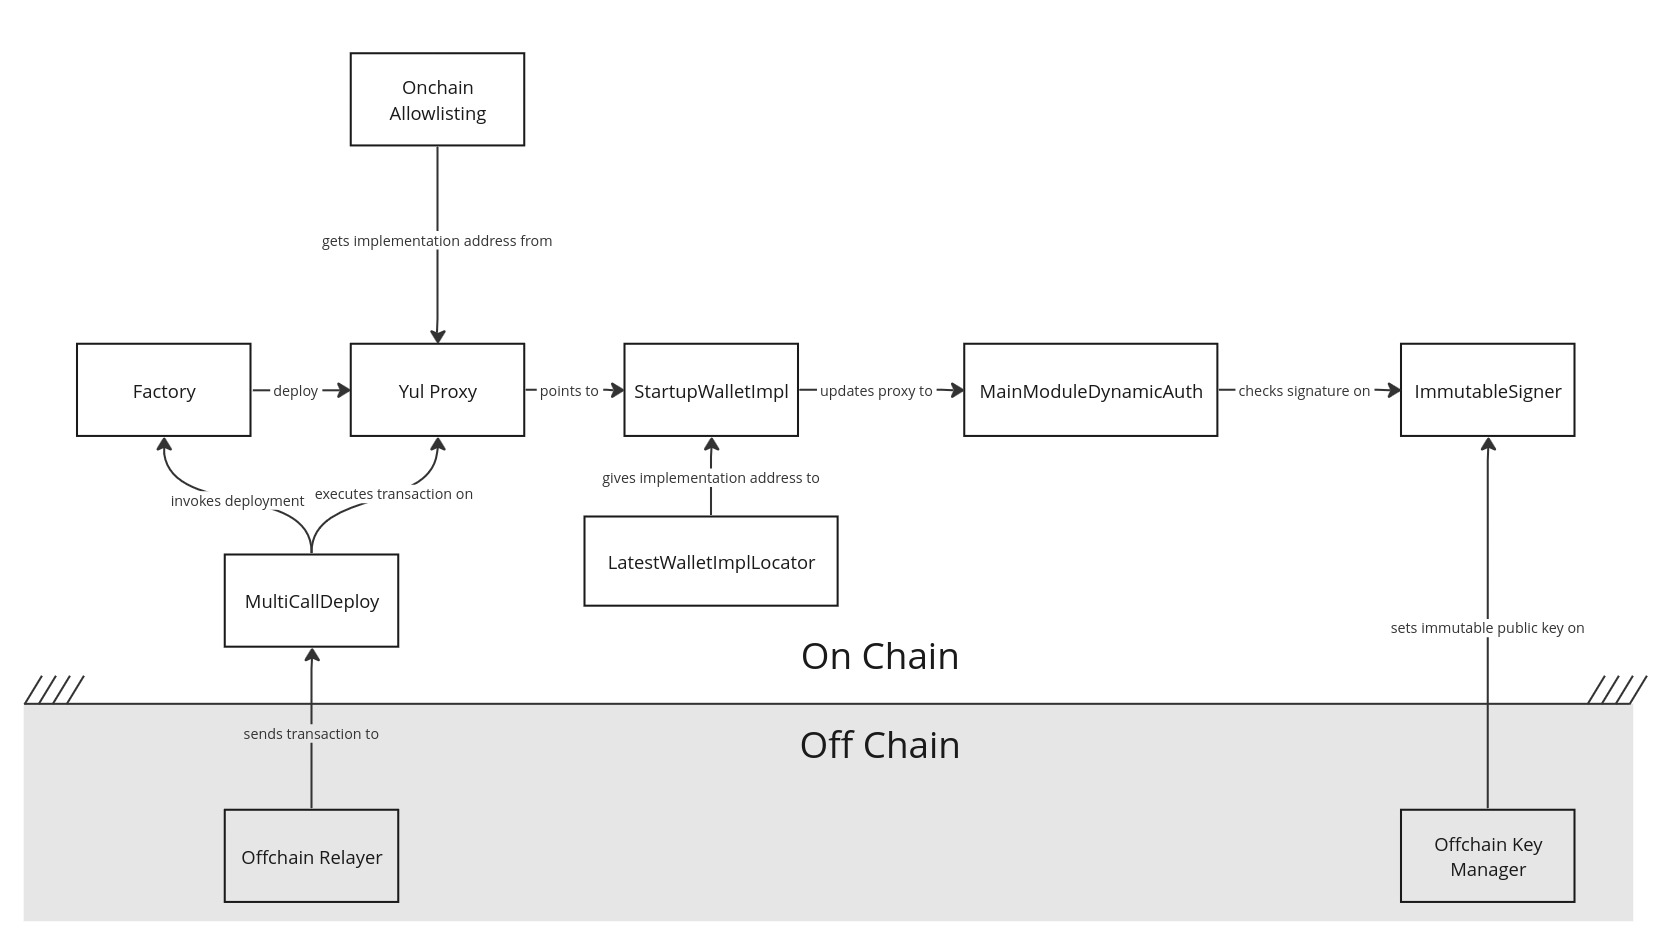 Onchain
Allowlisting
gets implementation address from
Factory
deploy
Yul Proxy
points to
StartupWalletImpl
updates proxy to
MainModuleDynamicAuth
checks signature on
ImmutableSigner
invokes deployment
executes transaction on
gives implementation address to
MultiCallDeploy
LatestWalletImplLocator
sets immutable public key on
On Chain
sends transaction to
Off Chain
Offchain Relayer
Offchain Key
Manager